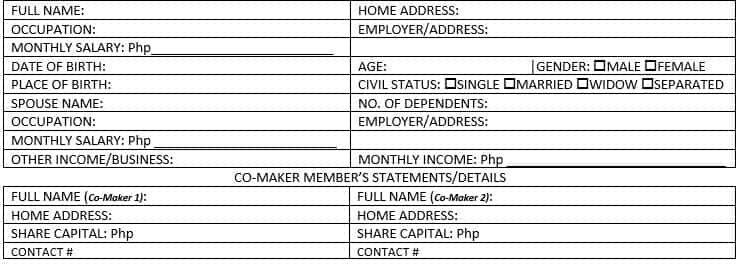 FULL NAME: HOME ADDRESS:
OCCUPATION: EMPLOYER/ADDRESS:
MONTHLY SALARY: Php___________________________
DATE OF BIRTH: AGE: |GENDER: ☐MALE ☐FEMALE
PLACE OF BIRTH: CIVIL STATUS: ☐SINGLE ☐MARRIED ☐WIDOW ☐SEPARATED
SPOUSE NAME: NO. OF DEPENDENTS:
OCCUPATION: EMPLOYER/ADDRESS:
MONTHLY SALARY: Php ___________________________
OTHER INCOME/BUSINESS: MONTHLY INCOME: Php ________________________________
CO-MAKER MEMBER'S STATEMENTS/DETAILS
FULL NAME (Co-Maker 1): FULL NAME (Co-Maker 2):
HOME ADDRESS: HOME ADDRESS:
SHARE CAPITAL: Php SHARE CAPITAL: Php
CONTACT # CONTACT #